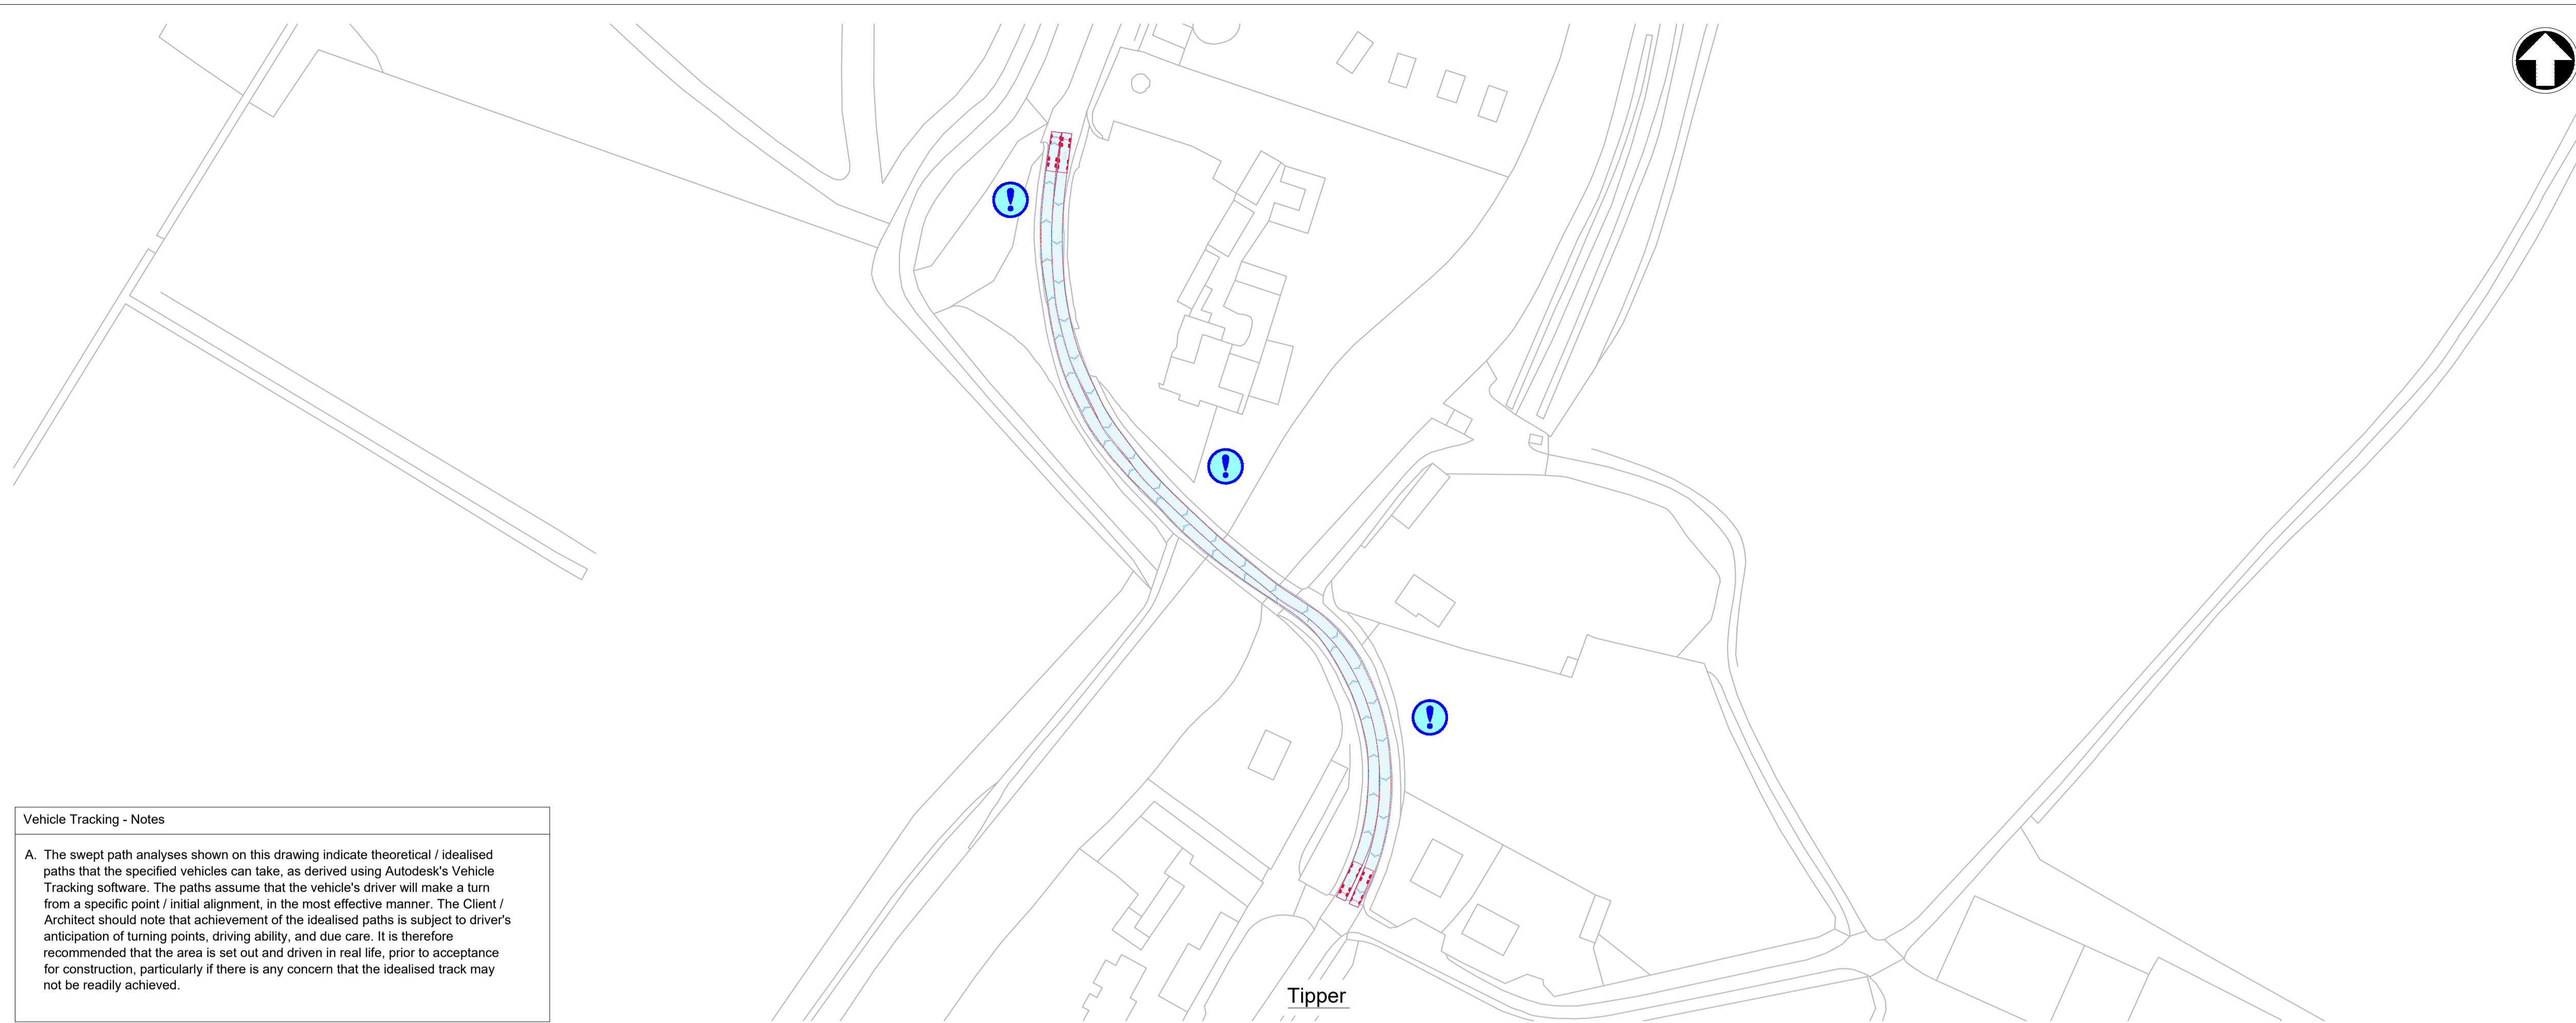 Vehicle Tracking - Notes
A. The swept path analyses shown on this drawing indicate theoretical / idealised
paths that the specified vehicles can take, as derived using Autodesk's Vehicle
Tracking software. The paths assume that the vehicle's driver will make a turn
from a specific point / initial alignment, in the most effective manner. The Client /
Architect should note that achievement of the idealised paths is subject to driver's
anticipation of turning points, driving ability, and due care. It is therefore
recommended that the area is set out and driven in real life, prior to acceptance
for construction, particularly if there is any concern that the idealised track may
not be readily achieved.
Tipper